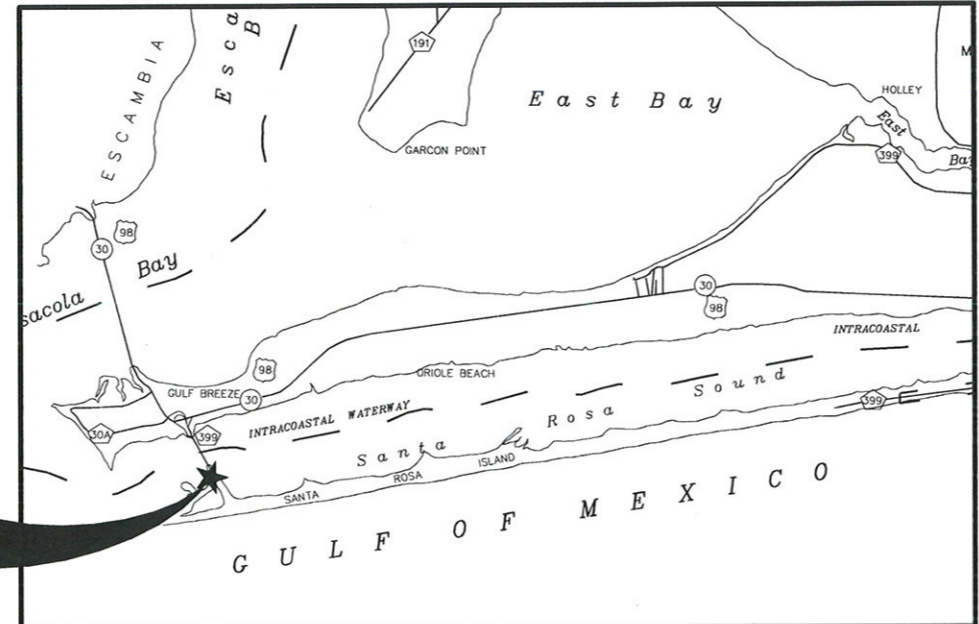 ESCAMBIA
Esca
B
191
East Bay
GARCON POINT
HOLLEY
M
East
Ba
399
98
30
sacola Bay
30
98
INTRACOASTAL
98
GULF BREEZE
30
ORIOLE BEACH
30A
399
INTRACOASTAL WATERWAY
Santa Rosa Sound
399
SANTA ROSA ISLAND
GULF OF MEXICO